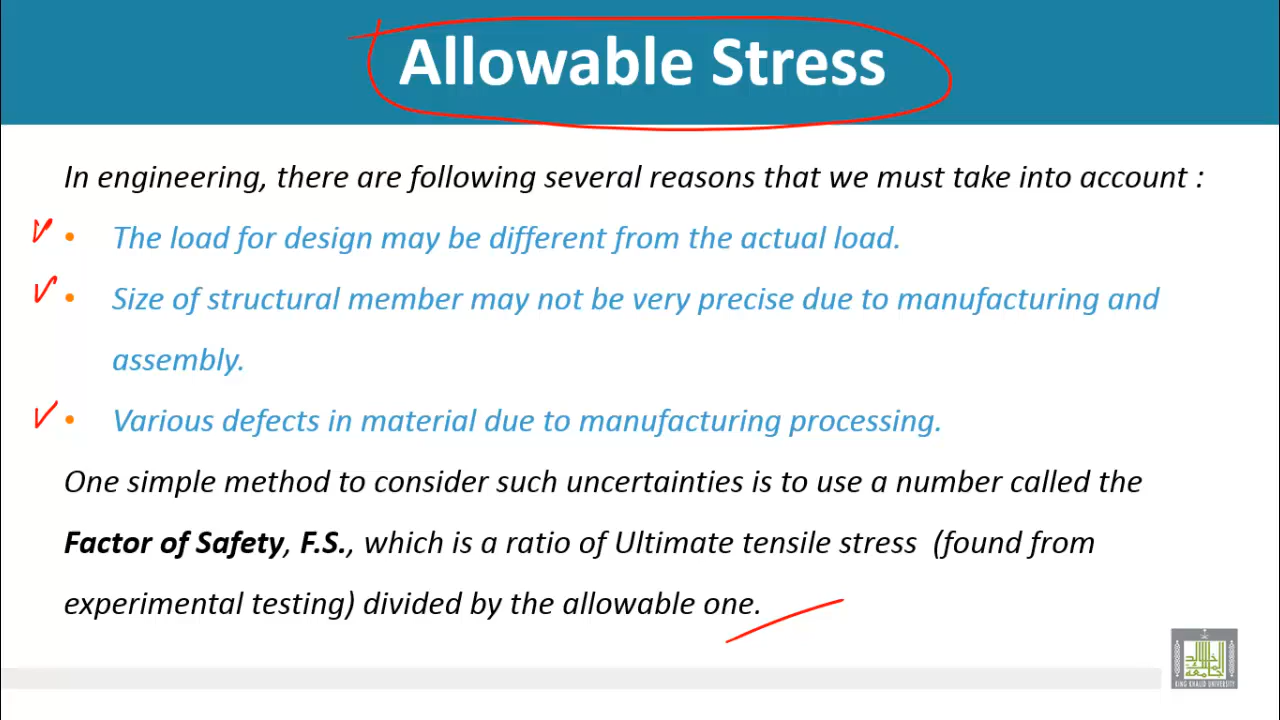 Allowable Stress
In engineering, there are following several reasons that we must take into account :
• The load for design may be different from the actual load.
• Size of structural member may not be very precise due to manufacturing and
assembly.
• Various defects in material due to manufacturing processing.
One simple method to consider such uncertainties is to use a number called the
Factor of Safety, F.S., which is a ratio of Ultimate tensile stress (found from
experimental testing) divided by the allowable one.
KING KHALID UNIVERSITY